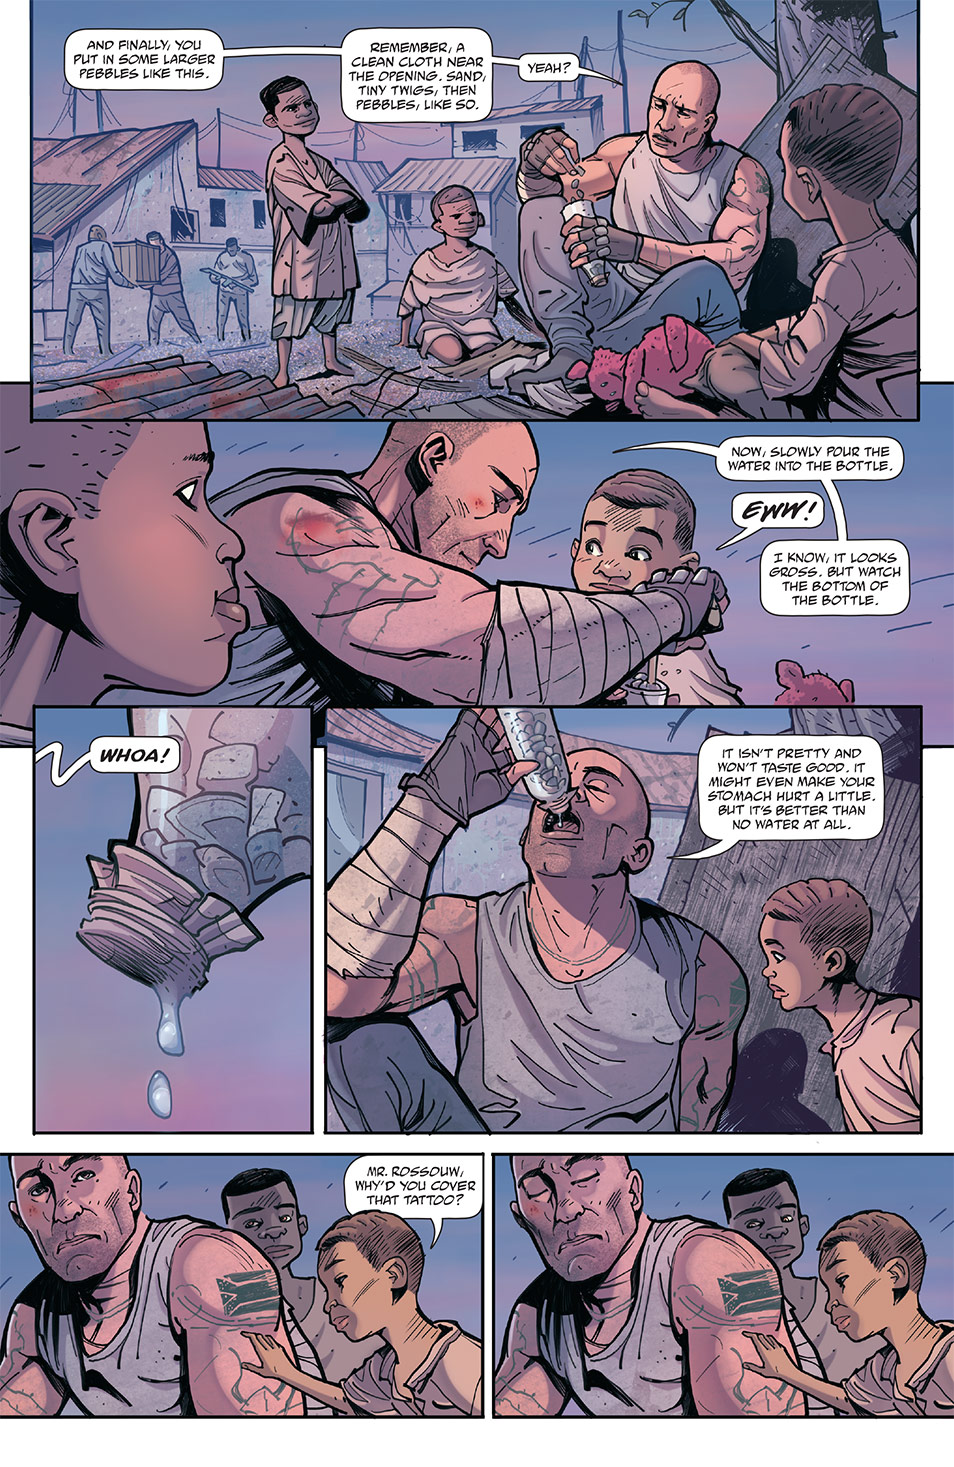 AND FINALLY, YOU
PUT IN SOME LARGER
PEBBLES LIKE THIS.
REMEMBER, A
CLEAN CLOTH NEAR
THE OPENING. SAND,
TINY TWIGS, THEN
PEBBLES, LIKE SO.
YEAH?
NOW, SLOWLY POUR THE
WATER INTO THE BOTTLE.
EWW!
I KNOW, IT LOOKS
GROSS. BUT WATCH
THE BOTTOM OF
THE BOTTLE.
WHOA!
IT ISN'T PRETTY AND
WON'T TASTE GOOD. IT
MIGHT EVEN MAKE YOUR
STOMACH HURT A LITTLE.
BUT IT'S BETTER THAN
NO WATER AT ALL.
MR. ROSSOUW,
WHY'D YOU COVER
THAT TATTOO?